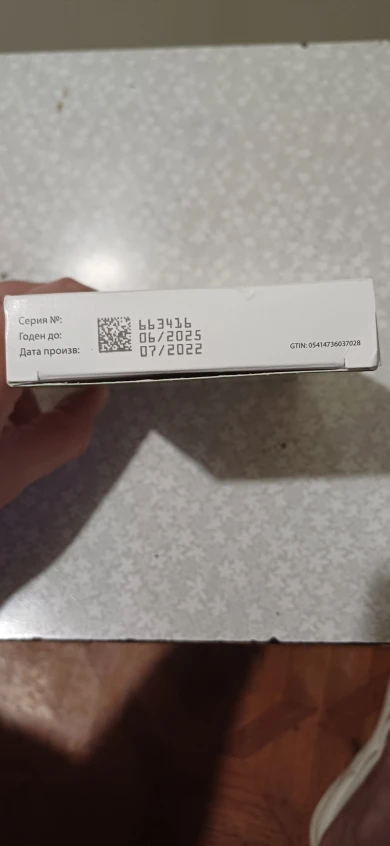 Серия №: 663416
Годен до: 06/2025
Дата произв: 07/2022
GTIN: 05414736037028